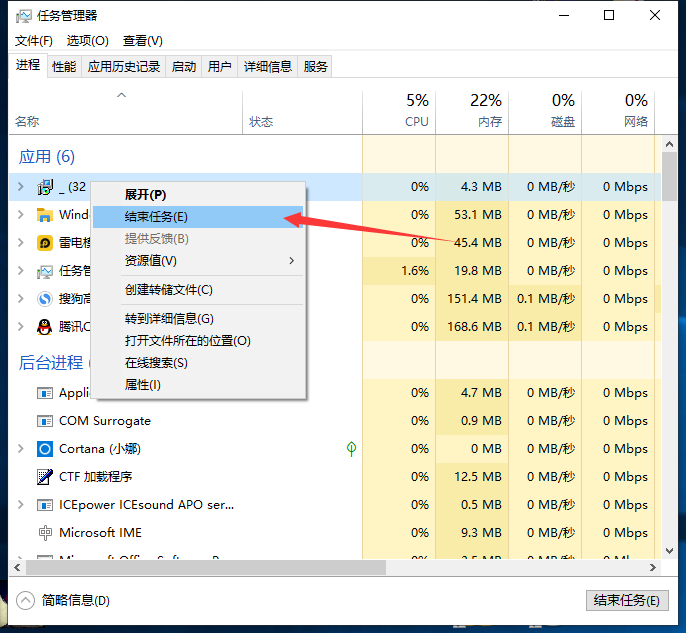 任务管理器
文件(F) 选项(O) 查看(V)
进程 性能 应用历史记录 启动 用户 详细信息 服务
5% 22% 0% 0%
名称 状态 CPU 内存 磁盘 网络
应用 (6)
_ (32 0% 4.3 MB 0 MB/秒 0 Mbps
展开(P)
Wind 0% 53.1 MB 0 MB/秒 0 Mbps
结束任务(E)
提供反馈(B)
雷电 0% 45.4 MB 0 MB/秒 0 Mbps
资源值(V)
任务管 1.6% 19.8 MB 0 MB/秒 0 Mbps
创建转储文件(C)
搜狗高 0% 151.4 MB 0.1 MB/秒 0 Mbps
转到详细信息(G)
腾讯Q 0% 168.6 MB 0.1 MB/秒 0 Mbps
打开文件所在的位置(O)
在线搜索(S)
后台进程
属性(I)
Appli 0% 4.7 MB 0 MB/秒 0 Mbps
COM Surrogate 0% 0.9 MB 0 MB/秒 0 Mbps
Cortana (小娜) 0% 0 MB 0 MB/秒 0 Mbps
CTF 加载程序 0% 12.5 MB 0 MB/秒 0 Mbps
ICEpower ICEsound APO ser... 0% 0.5 MB 0 MB/秒 0 Mbps
Microsoft IME 0% 9.3 MB 0 MB/秒 0 Mbps
简略信息(D) 结束任务(E)